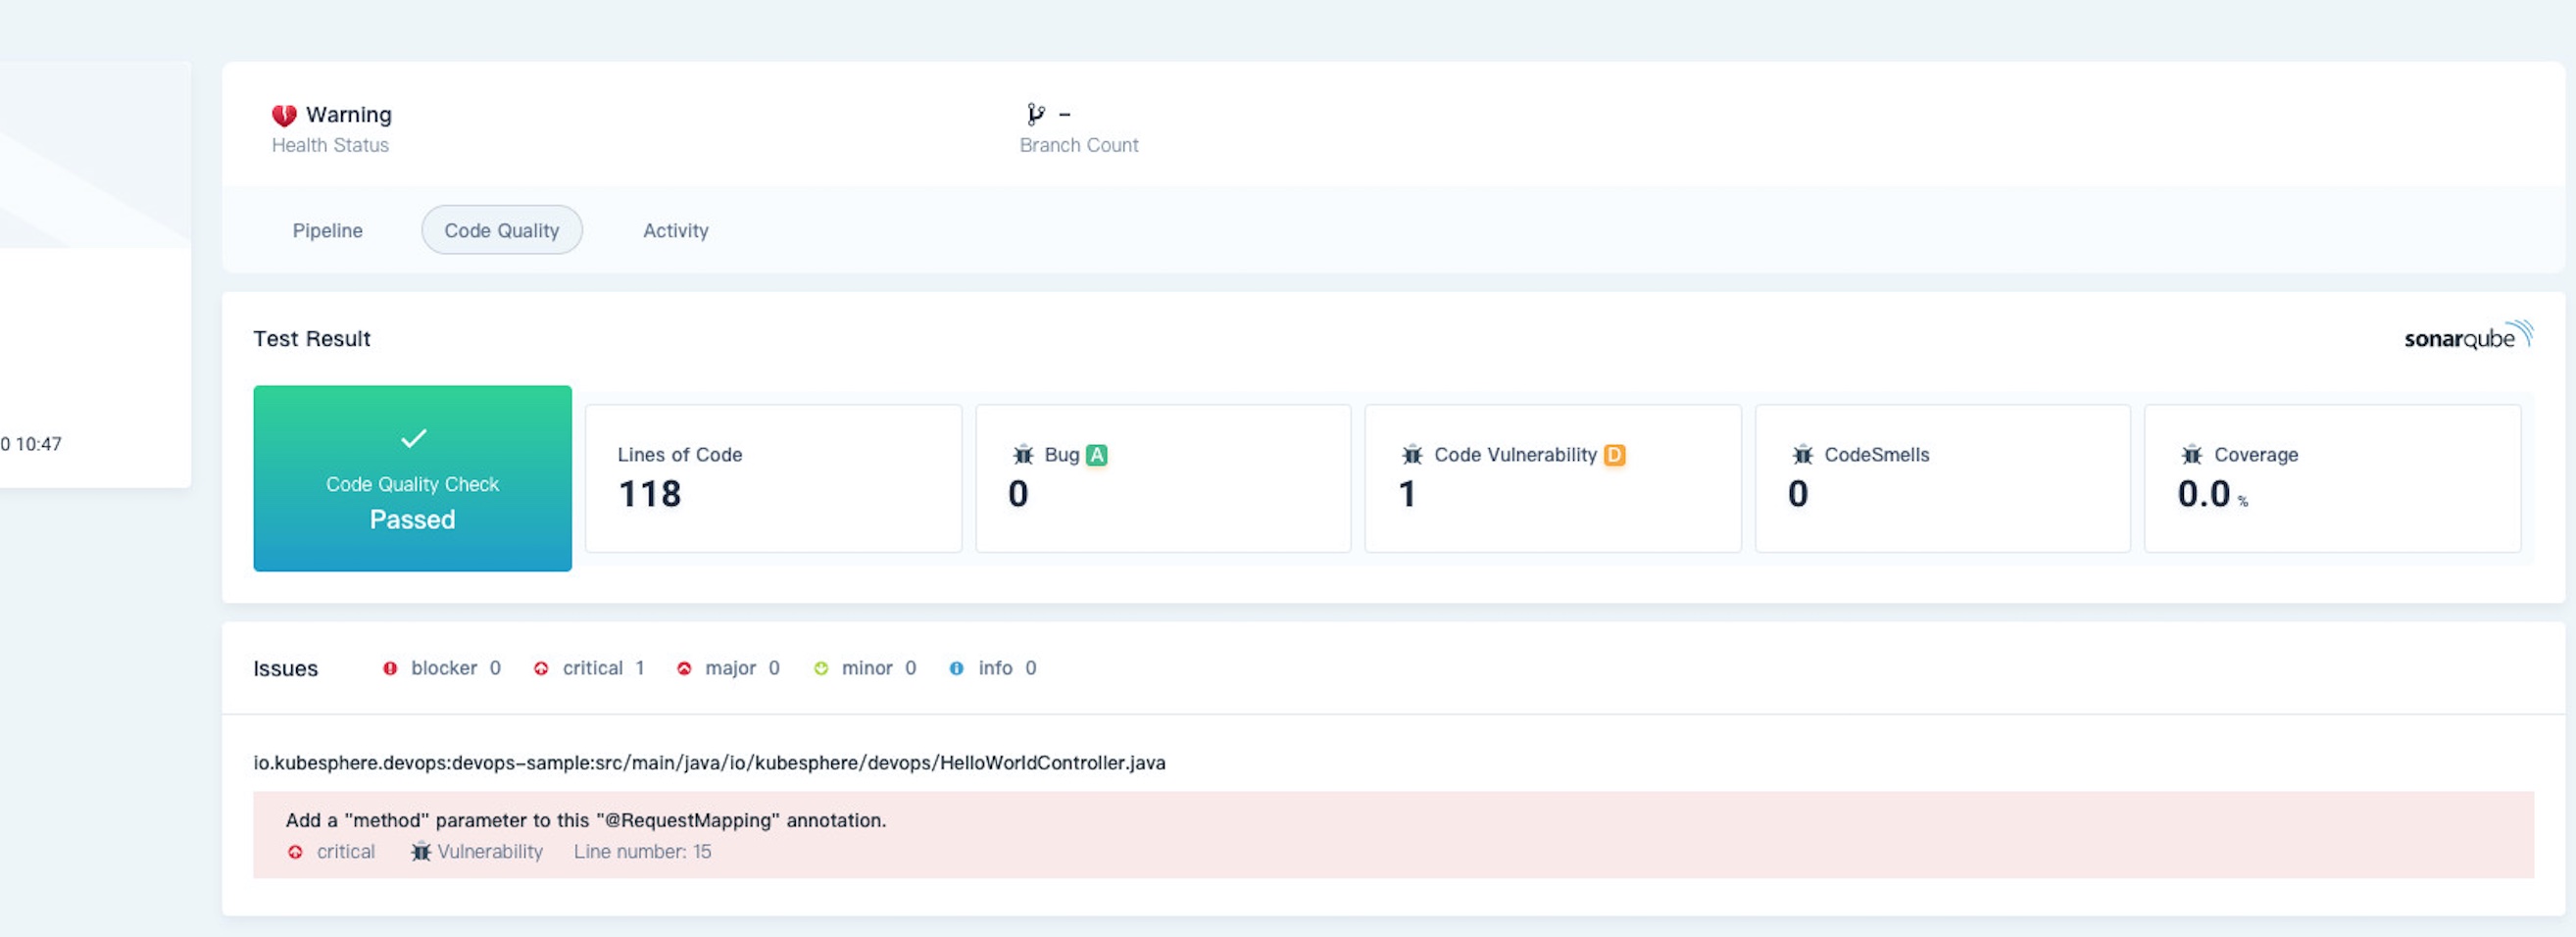 Warning
Health Status
–
Branch Count
Pipeline
Code Quality
Activity
0 10:47
Test Result
sonarqube
Code Quality Check
Passed
Lines of Code
118
Bug A
0
Code Vulnerability D
1
CodeSmells
0
Coverage
0.0 %
Issues blocker 0 critical 1 major 0 minor 0 info 0
io.kubesphere.devops:devops-sample:src/main/java/io/kubesphere/devops/HelloWorldController.java
Add a "method" parameter to this "@RequestMapping" annotation.
critical Vulnerability Line number: 15